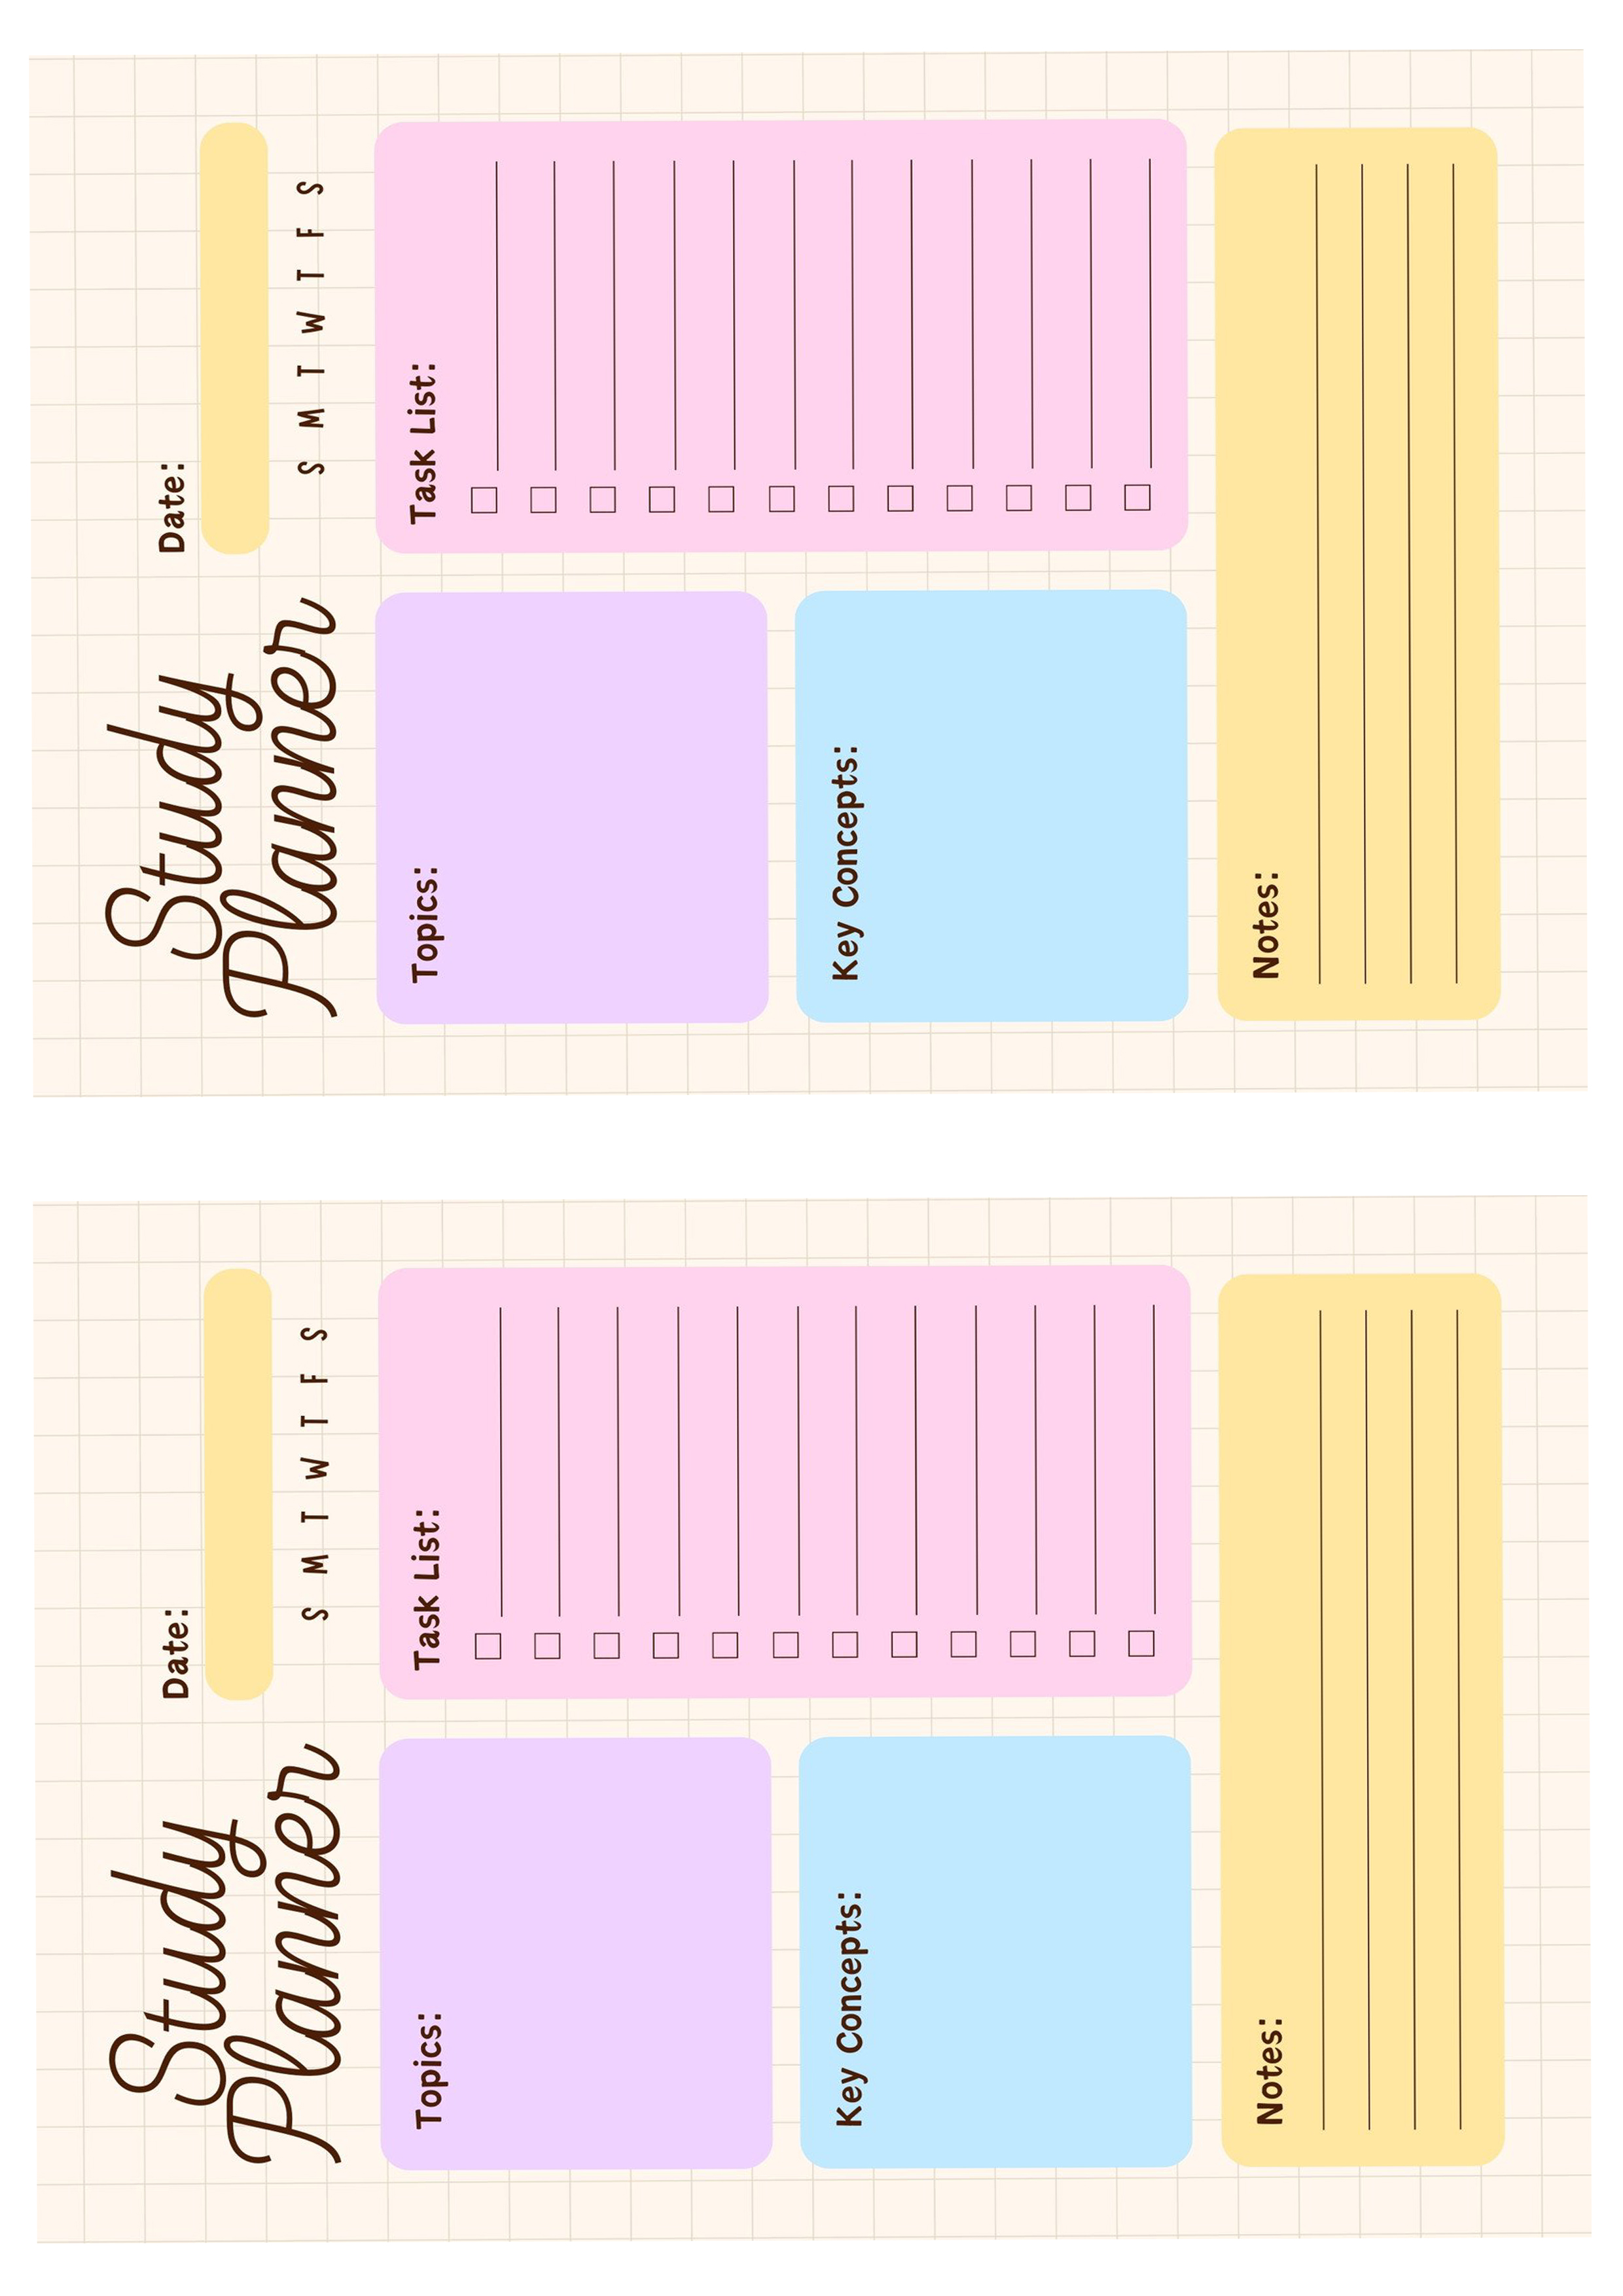 Study
Planner
Date:
S M T W T F S
Topics:
Task List:
Key Concepts:
Notes:
Study
Planner
Date:
S M T W T F S
Topics:
Task List:
Key Concepts:
Notes: